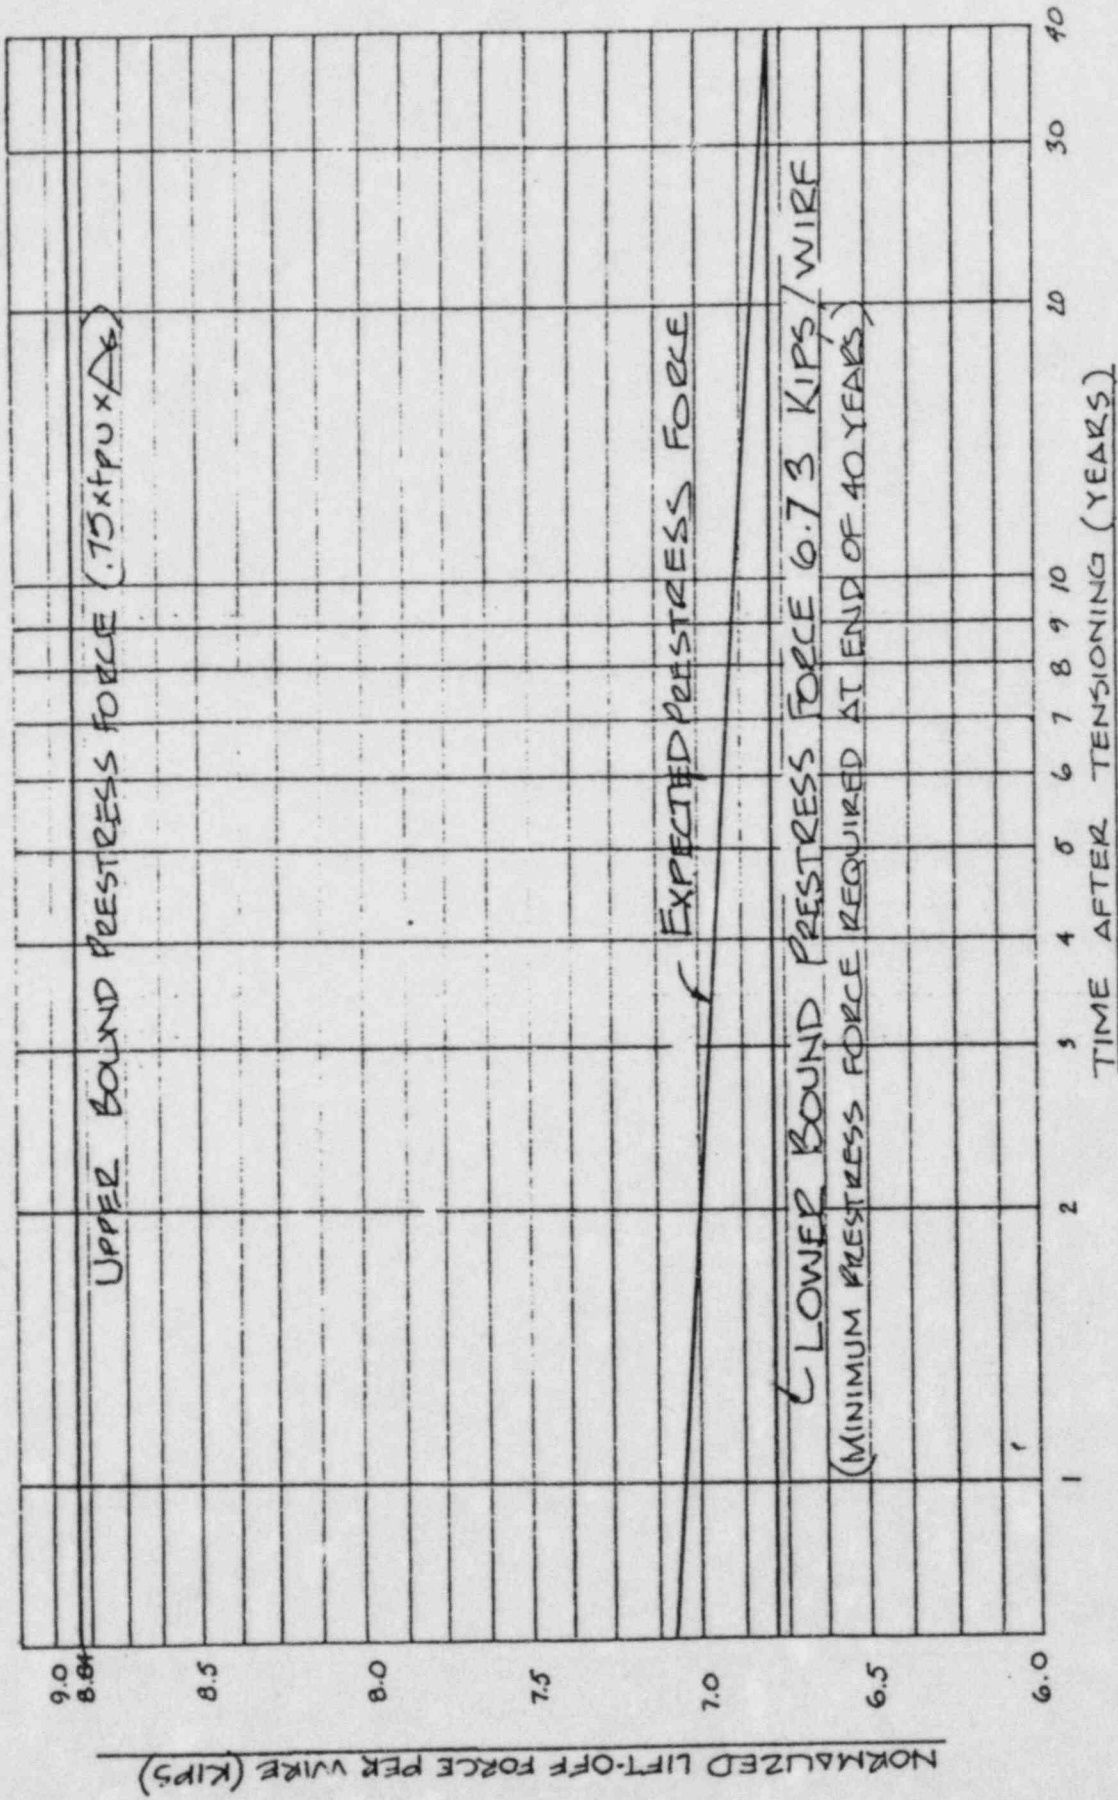 UPPER BOUND PRESTRESS FORCE (.75xfpu x A
EXPECTED PRESTRESS FORCE
LOWER BOUND PRESTRESS FORCE 6.73 KIPS/WIRE
(MINIMUM PRESTRESS FORCE REQUIRED AT END OF 40 YEARS)
NORMALIZED LIFT-OFF FORCE PER WIRE (KIPS)
9.0
8.81
8.5
8.0
7.5
7.0
6.5
6.0
1 2 3 4 5 6 7 8 9 10 20 30 40
TIME AFTER TENSIONING (YEARS)